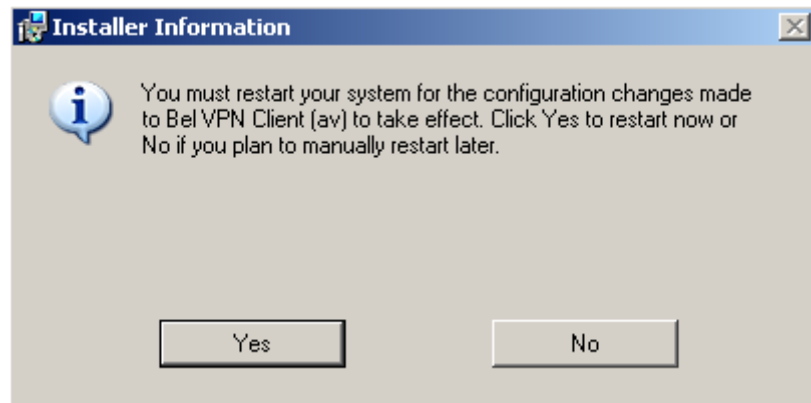 Installer Information
You must restart your system for the configuration changes made
to Bel VPN Client (av) to take effect. Click Yes to restart now or
No if you plan to manually restart later.
Yes
No